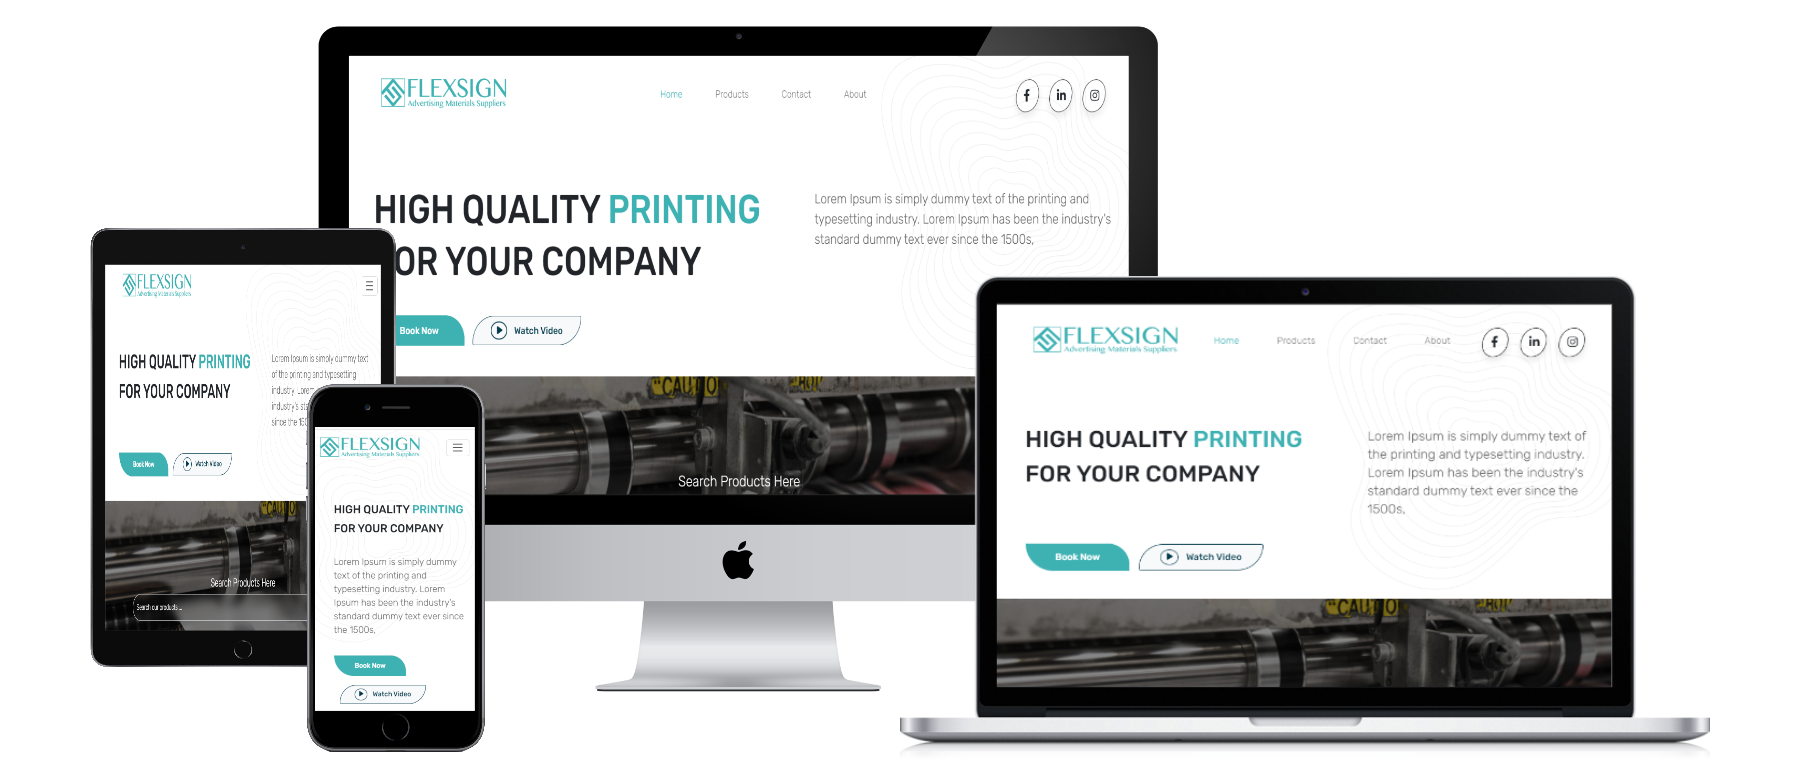 FLEXSIGN
Advertising Materials Suppliers
Home Products Contact About
HIGH QUALITY PRINTING
FOR YOUR COMPANY
Lorem Ipsum is simply dummy text of the printing and
typesetting industry. Lorem Ipsum has been the industry's
standard dummy text ever since the 1500s,
Book Now
Watch Video
"CAUTIO
Search Products Here
FLEXSIGN
Advertising Materials Suppliers
HIGH QUALITY PRINTING
FOR YOUR COMPANY
Lorem Ipsum is simply dummy text
of the printing and typesetting
industry. Lorem
industry's
since the
Book Now
Watch Video
Search Products Here
Search our products ...
FLEXSIGN
Advertising Materials Suppliers
HIGH QUALITY PRINTING
FOR YOUR COMPANY
Lorem Ipsum is simply dummy
text of the printing and
typesetting industry. Lorem
Ipsum has been the industry's
standard dummy text ever since
the 1500s,
Book Now
Watch Video
FLEXSIGN
Advertising Materials Suppliers
Home Products Contact About
HIGH QUALITY PRINTING
FOR YOUR COMPANY
Lorem Ipsum is simply dummy text of
the printing and typesetting industry.
Lorem Ipsum has been the industry's
standard dummy text ever since the
1500s,
Book Now
Watch Video